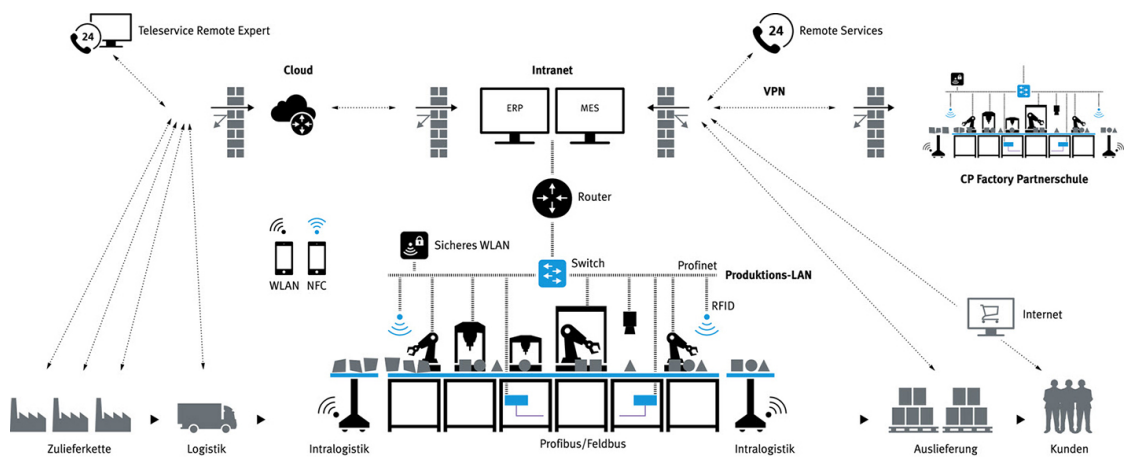 24
Teleservice Remote Expert
24
Remote Services
Cloud
Intranet
VPN
ERP
MES
CP Factory Partnerschule
Router
Sicheres WLAN
Switch
Profinet
Produktions-LAN
WLAN
NFC
RFID
Internet
Zulieferkette
Logistik
Intralogistik
Profibus/Feldbus
Intralogistik
Auslieferung
Kunden